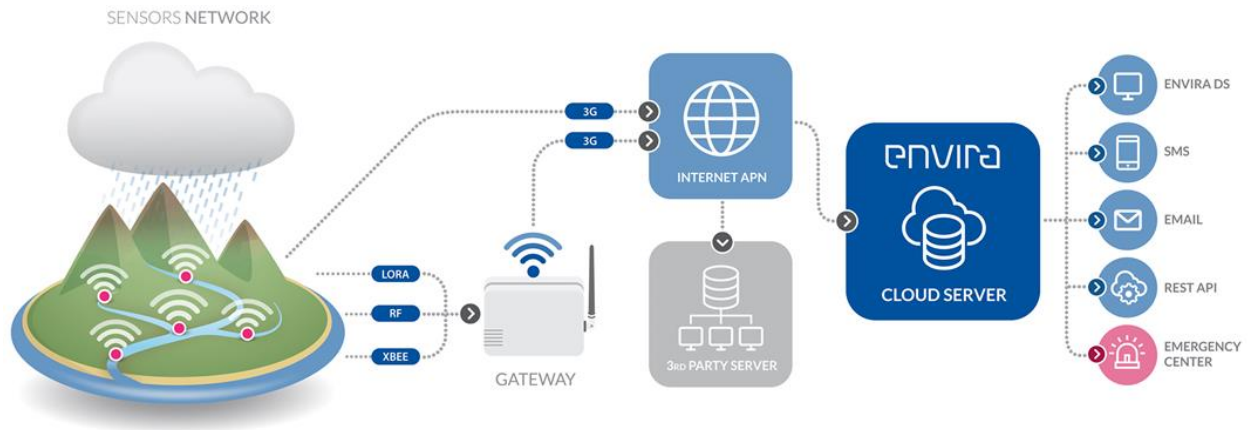 SENSORS NETWORK
3G
3G
INTERNET APN
LORA
RF
XBEE
GATEWAY
3RD PARTY SERVER
envira
CLOUD SERVER
ENVIRA DS
SMS
EMAIL
REST API
EMERGENCY
CENTER